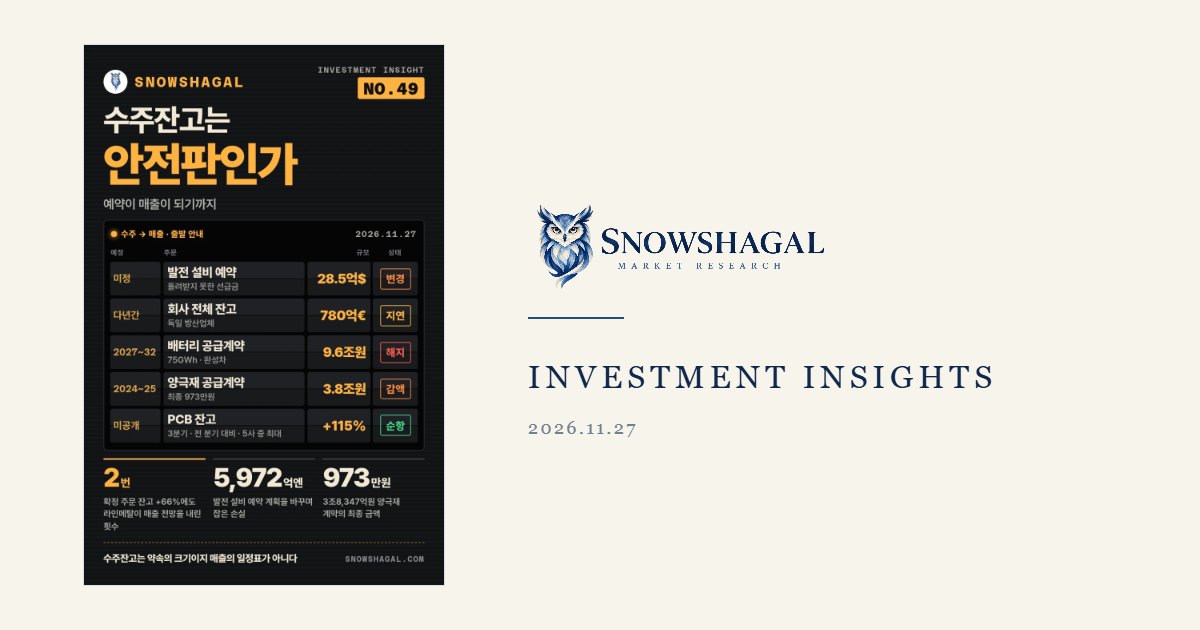 SNOWSHAGAL
INVESTMENT INSIGHT
NO.49
수주잔고는
안전판인가
예약이 매출이 되기까지
수주 → 매출 · 출발 안내
2026.11.27
예정 주문 규모 상태
미정 발전 설비 예약 28.5억$ 변경
돌려받지 못한 선급금
다년간 회사 전체 잔고 780억€ 지연
독일 방산업체
2027~32 배터리 공급계약 9.6조원 해지
75GWh · 완성차
2024~25 양극재 공급계약 3.8조원 감액
최종 973만원
미공개 PCB 잔고 +115% 순항
3분기 · 전 분기 대비 · 5사 중 최대
2번
확정 주문 잔고 +66%에도
라인메탈이 매출 전망을 내린
횟수
5,972억엔
발전 설비 예약 계획을 바꾸며
잡은 손실
973만원
3조8,347억원 양극재
계약의 최종 금액
수주잔고는 약속의 크기이지 매출의 일정표가 아니다
SNOWSHAGAL.COM
SNOWSHAGAL
MARKET RESEARCH
INVESTMENT INSIGHTS
2026.11.27